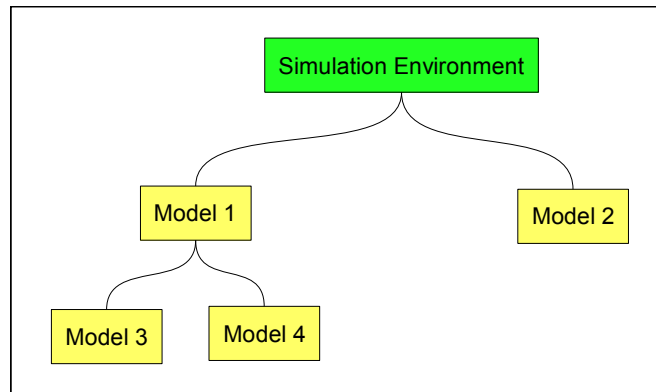 Simulation Environment
Model 1
Model 2
Model 3
Model 4